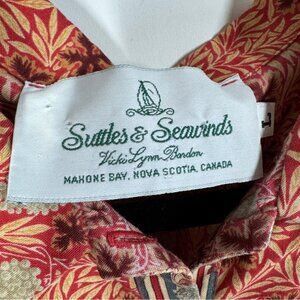 Suttles & Seawinds
Vicki Lynn Bardon
MAHONE BAY, NOVA SCOTIA, CANADA
L